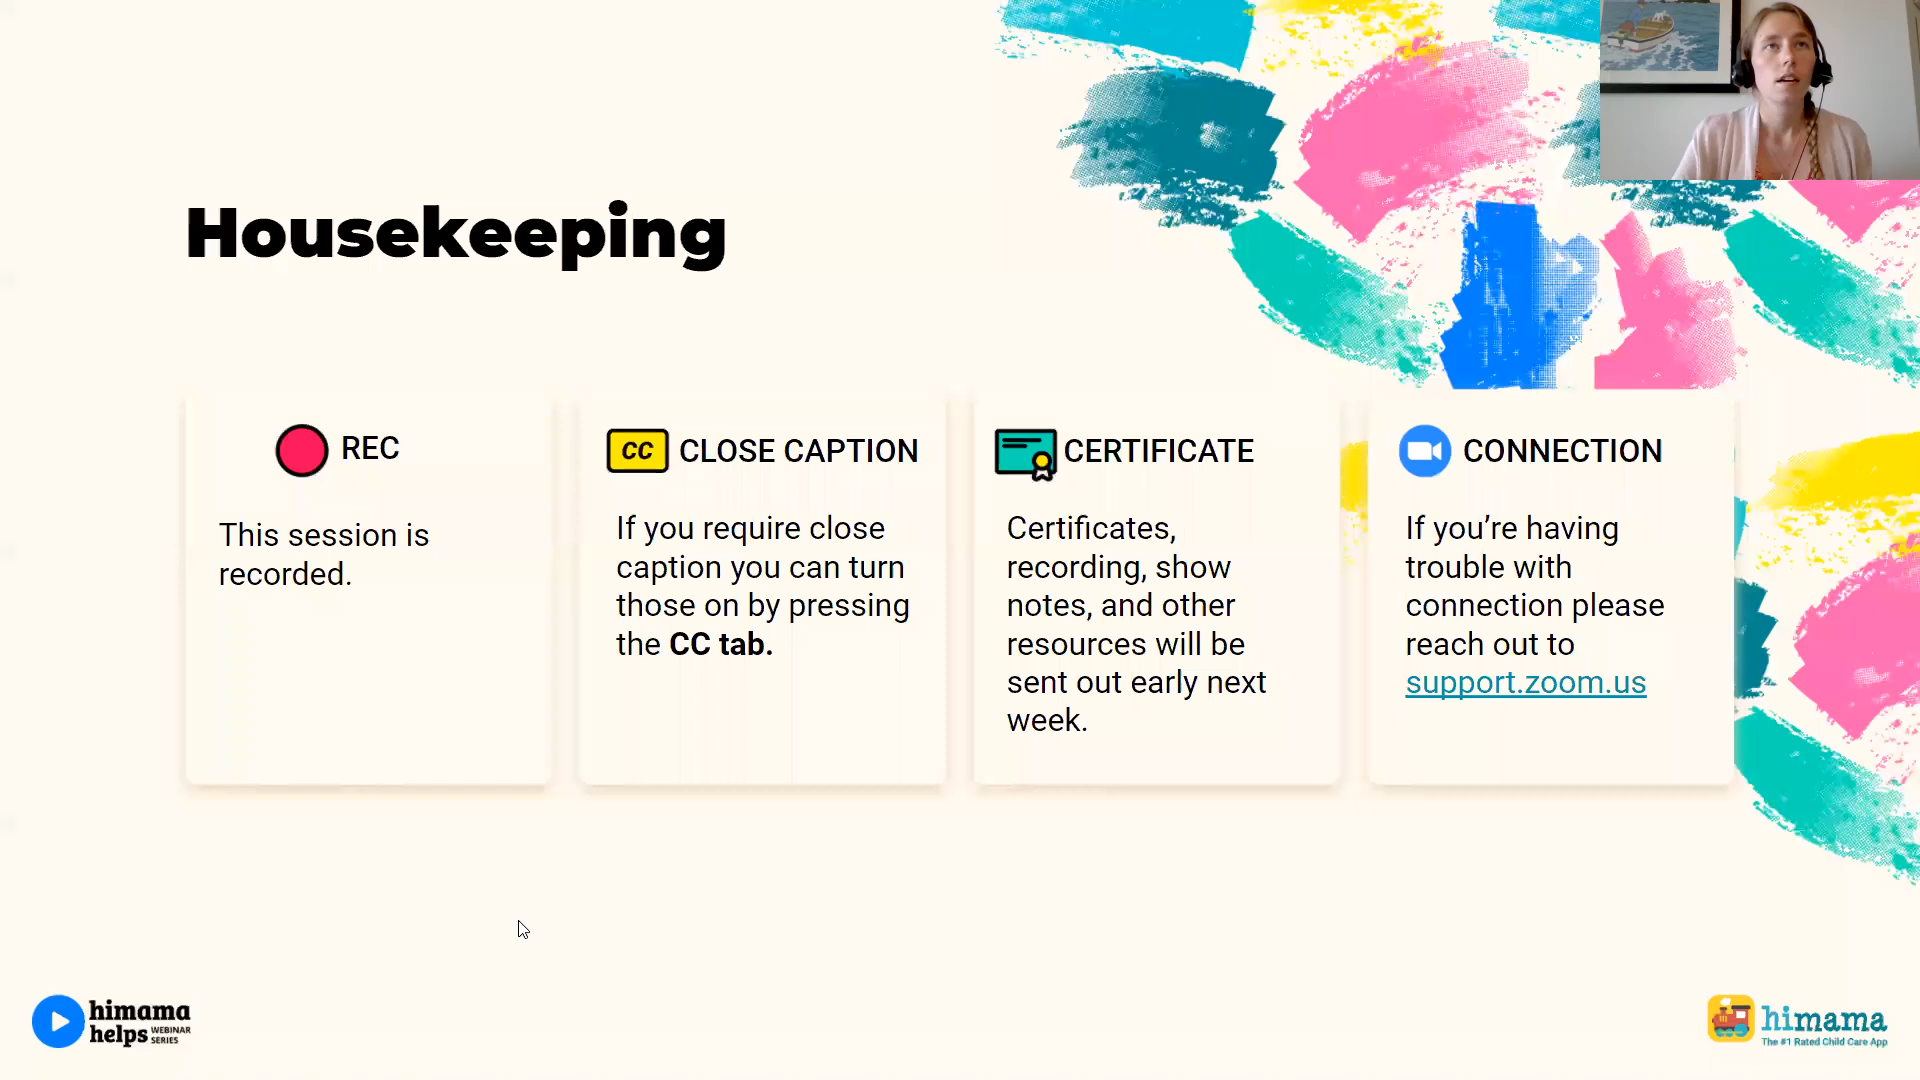 Housekeeping
REC
This session is
recorded.
CC CLOSE CAPTION
If you require close
caption you can turn
those on by pressing
the CC tab.
CERTIFICATE
Certificates,
recording, show
notes, and other
resources will be
sent out early next
week.
CONNECTION
If you’re having
trouble with
connection please
reach out to
support.zoom.us
himama
helps WEBINAR
SERIES
himama
The #1 Rated Child Care App